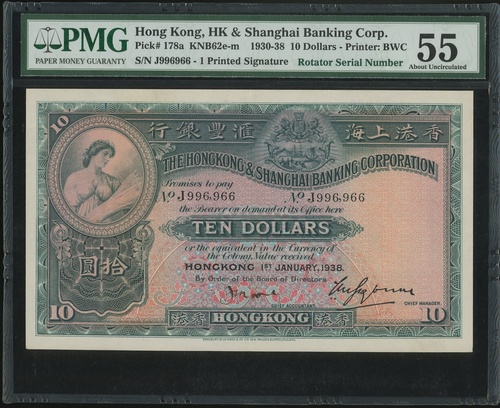 PMG
PAPER MONEY GUARANTY
Hong Kong, HK & Shanghai Banking Corp.
Pick# 178a KNB62e-m 1930-38 10 Dollars - Printer: BWC
S/N J996966 - 1 Printed Signature Rotator Serial Number
55
About Uncirculated
10
行銀豐滙 海上港香
10
THE HONGKONG & SHANGHAI BANKING CORPORATION
Promises to pay
No J996,966 No J996,966
the Bearer on demand at its Office here
TEN DOLLARS
or the equivalent in the Currency of
the Colony, Value received.
圓拾
HONGKONG 1ST JANUARY, 1938.
By Order of the Board of Directors
CHIEF ACCOUNTANT.
CHIEF MANAGER.
10
港香 HONGKONG 港香
10